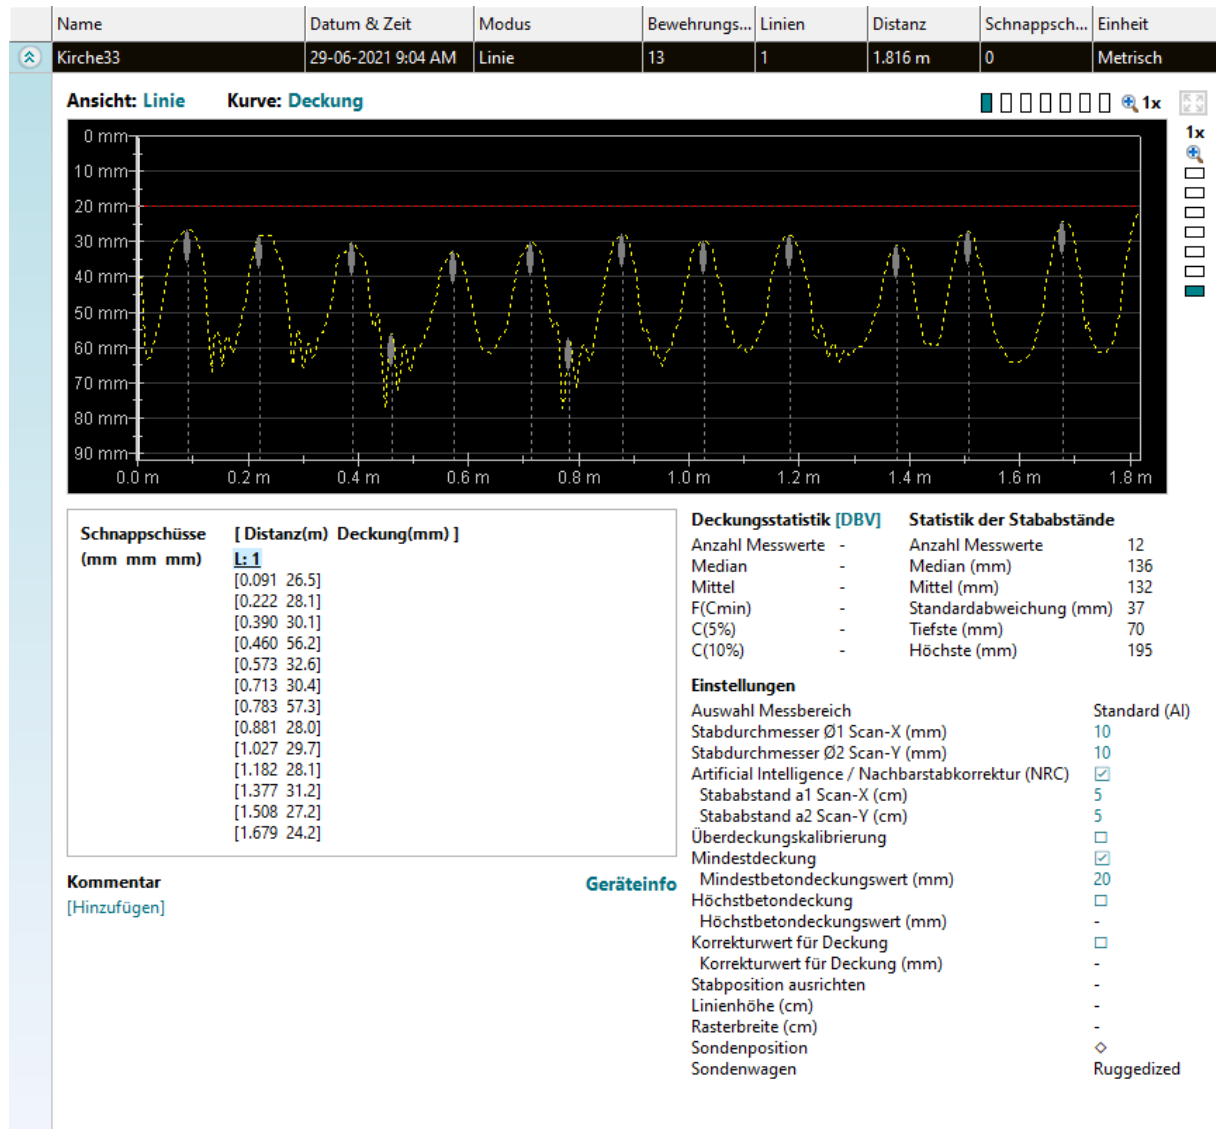 Name Datum & Zeit Modus Bewehrungs... Linien Distanz Schnappsch... Einheit
Kirche33 29-06-2021 9:04 AM Linie 13 1 1.816 m 0 Metrisch
Ansicht: Linie Kurve: Deckung 1x
1x
0 mm
10 mm
20 mm
30 mm
40 mm
50 mm
60 mm
70 mm
80 mm
90 mm
0.0 m 0.2 m 0.4 m 0.6 m 0.8 m 1.0 m 1.2 m 1.4 m 1.6 m 1.8 m
Schnappschüsse [ Distanz(m) Deckung(mm) ]
(mm mm mm) L: 1
[0.091 26.5]
[0.222 28.1]
[0.390 30.1]
[0.460 56.2]
[0.573 32.6]
[0.713 30.4]
[0.783 57.3]
[0.881 28.0]
[1.027 29.7]
[1.182 28.1]
[1.377 31.2]
[1.508 27.2]
[1.679 24.2]
Kommentar Geräteinfo
[Hinzufügen]
Deckungsstatistik [DBV]
Anzahl Messwerte -
Median -
Mittel -
F(Cmin) -
C(5%) -
C(10%) -
Statistik der Stababstände
Anzahl Messwerte 12
Median (mm) 136
Mittel (mm) 132
Standardabweichung (mm) 37
Tiefste (mm) 70
Höchste (mm) 195
Einstellungen
Auswahl Messbereich Standard (AI)
Stabdurchmesser Ø1 Scan-X (mm) 10
Stabdurchmesser Ø2 Scan-Y (mm) 10
Artificial Intelligence / Nachbarstabkorrektur (NRC)
Stababstand a1 Scan-X (cm) 5
Stababstand a2 Scan-Y (cm) 5
Überdeckungskalibrierung
Mindestdeckung
Mindestbetondeckungswert (mm) 20
Höchstbetondeckung
Höchstbetondeckungswert (mm) -
Korrekturwert für Deckung
Korrekturwert für Deckung (mm) -
Stabposition ausrichten -
Linienhöhe (cm) -
Rasterbreite (cm) -
Sondenposition
Sondenwagen Ruggedized